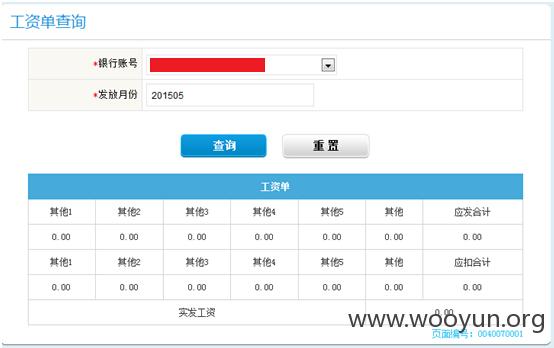 工资单查询
*银行账号
*发放月份 201505
查询 重置
工资单
其他1 其他2 其他3 其他4 其他5 其他 应发合计
0.00 0.00 0.00 0.00 0.00 0.00 0.00
其他1 其他2 其他3 其他4 其他5 其他 应扣合计
0.00 0.00 0.00 0.00 0.00 0.00 0.00
实发工资 0.00
www.wooyun.org
页面编号: 0040070001